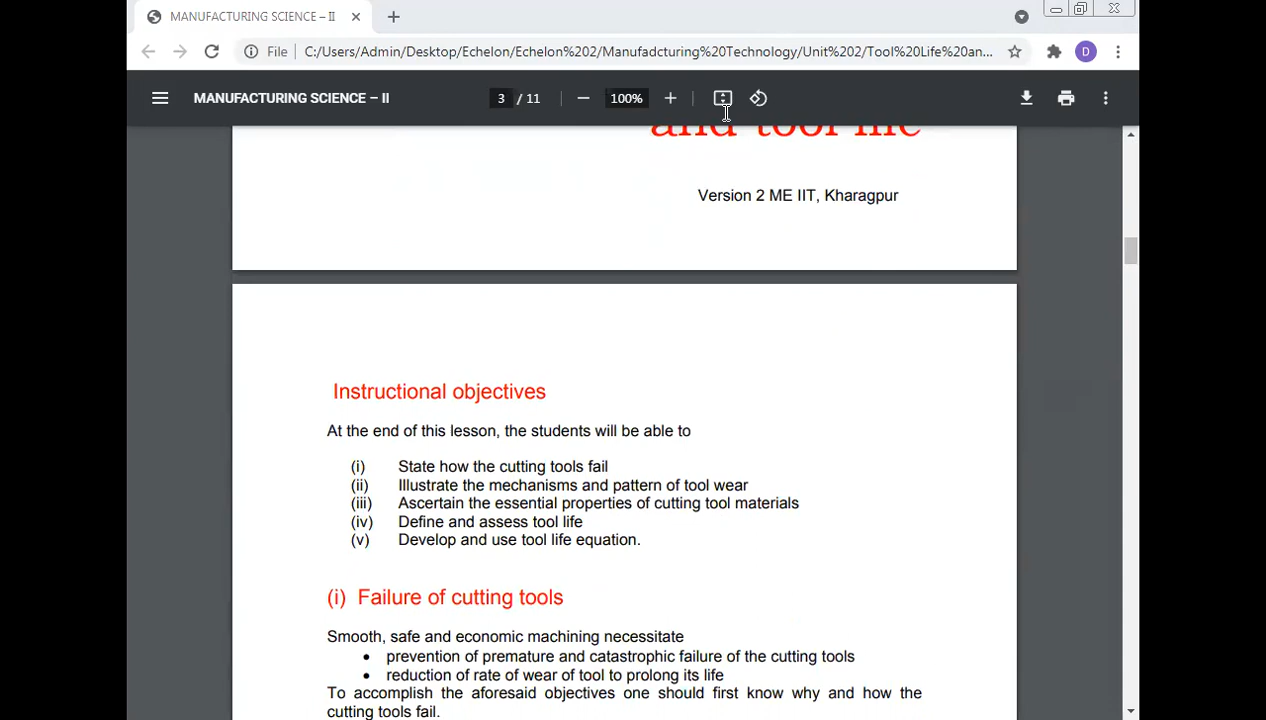 MANUFACTURING SCIENCE – II
File C:/Users/Admin/Desktop/Echelon/Echelon%202/Manufadcturing%20Technology/Unit%202/Tool%20Life%20an... D
MANUFACTURING SCIENCE – II 3 / 11 100%
and tool life
Version 2 ME IIT, Kharagpur
Instructional objectives
At the end of this lesson, the students will be able to
(i) State how the cutting tools fail
(ii) Illustrate the mechanisms and pattern of tool wear
(iii) Ascertain the essential properties of cutting tool materials
(iv) Define and assess tool life
(v) Develop and use tool life equation.
(i) Failure of cutting tools
Smooth, safe and economic machining necessitate
• prevention of premature and catastrophic failure of the cutting tools
• reduction of rate of wear of tool to prolong its life
To accomplish the aforesaid objectives one should first know why and how the
cutting tools fail.